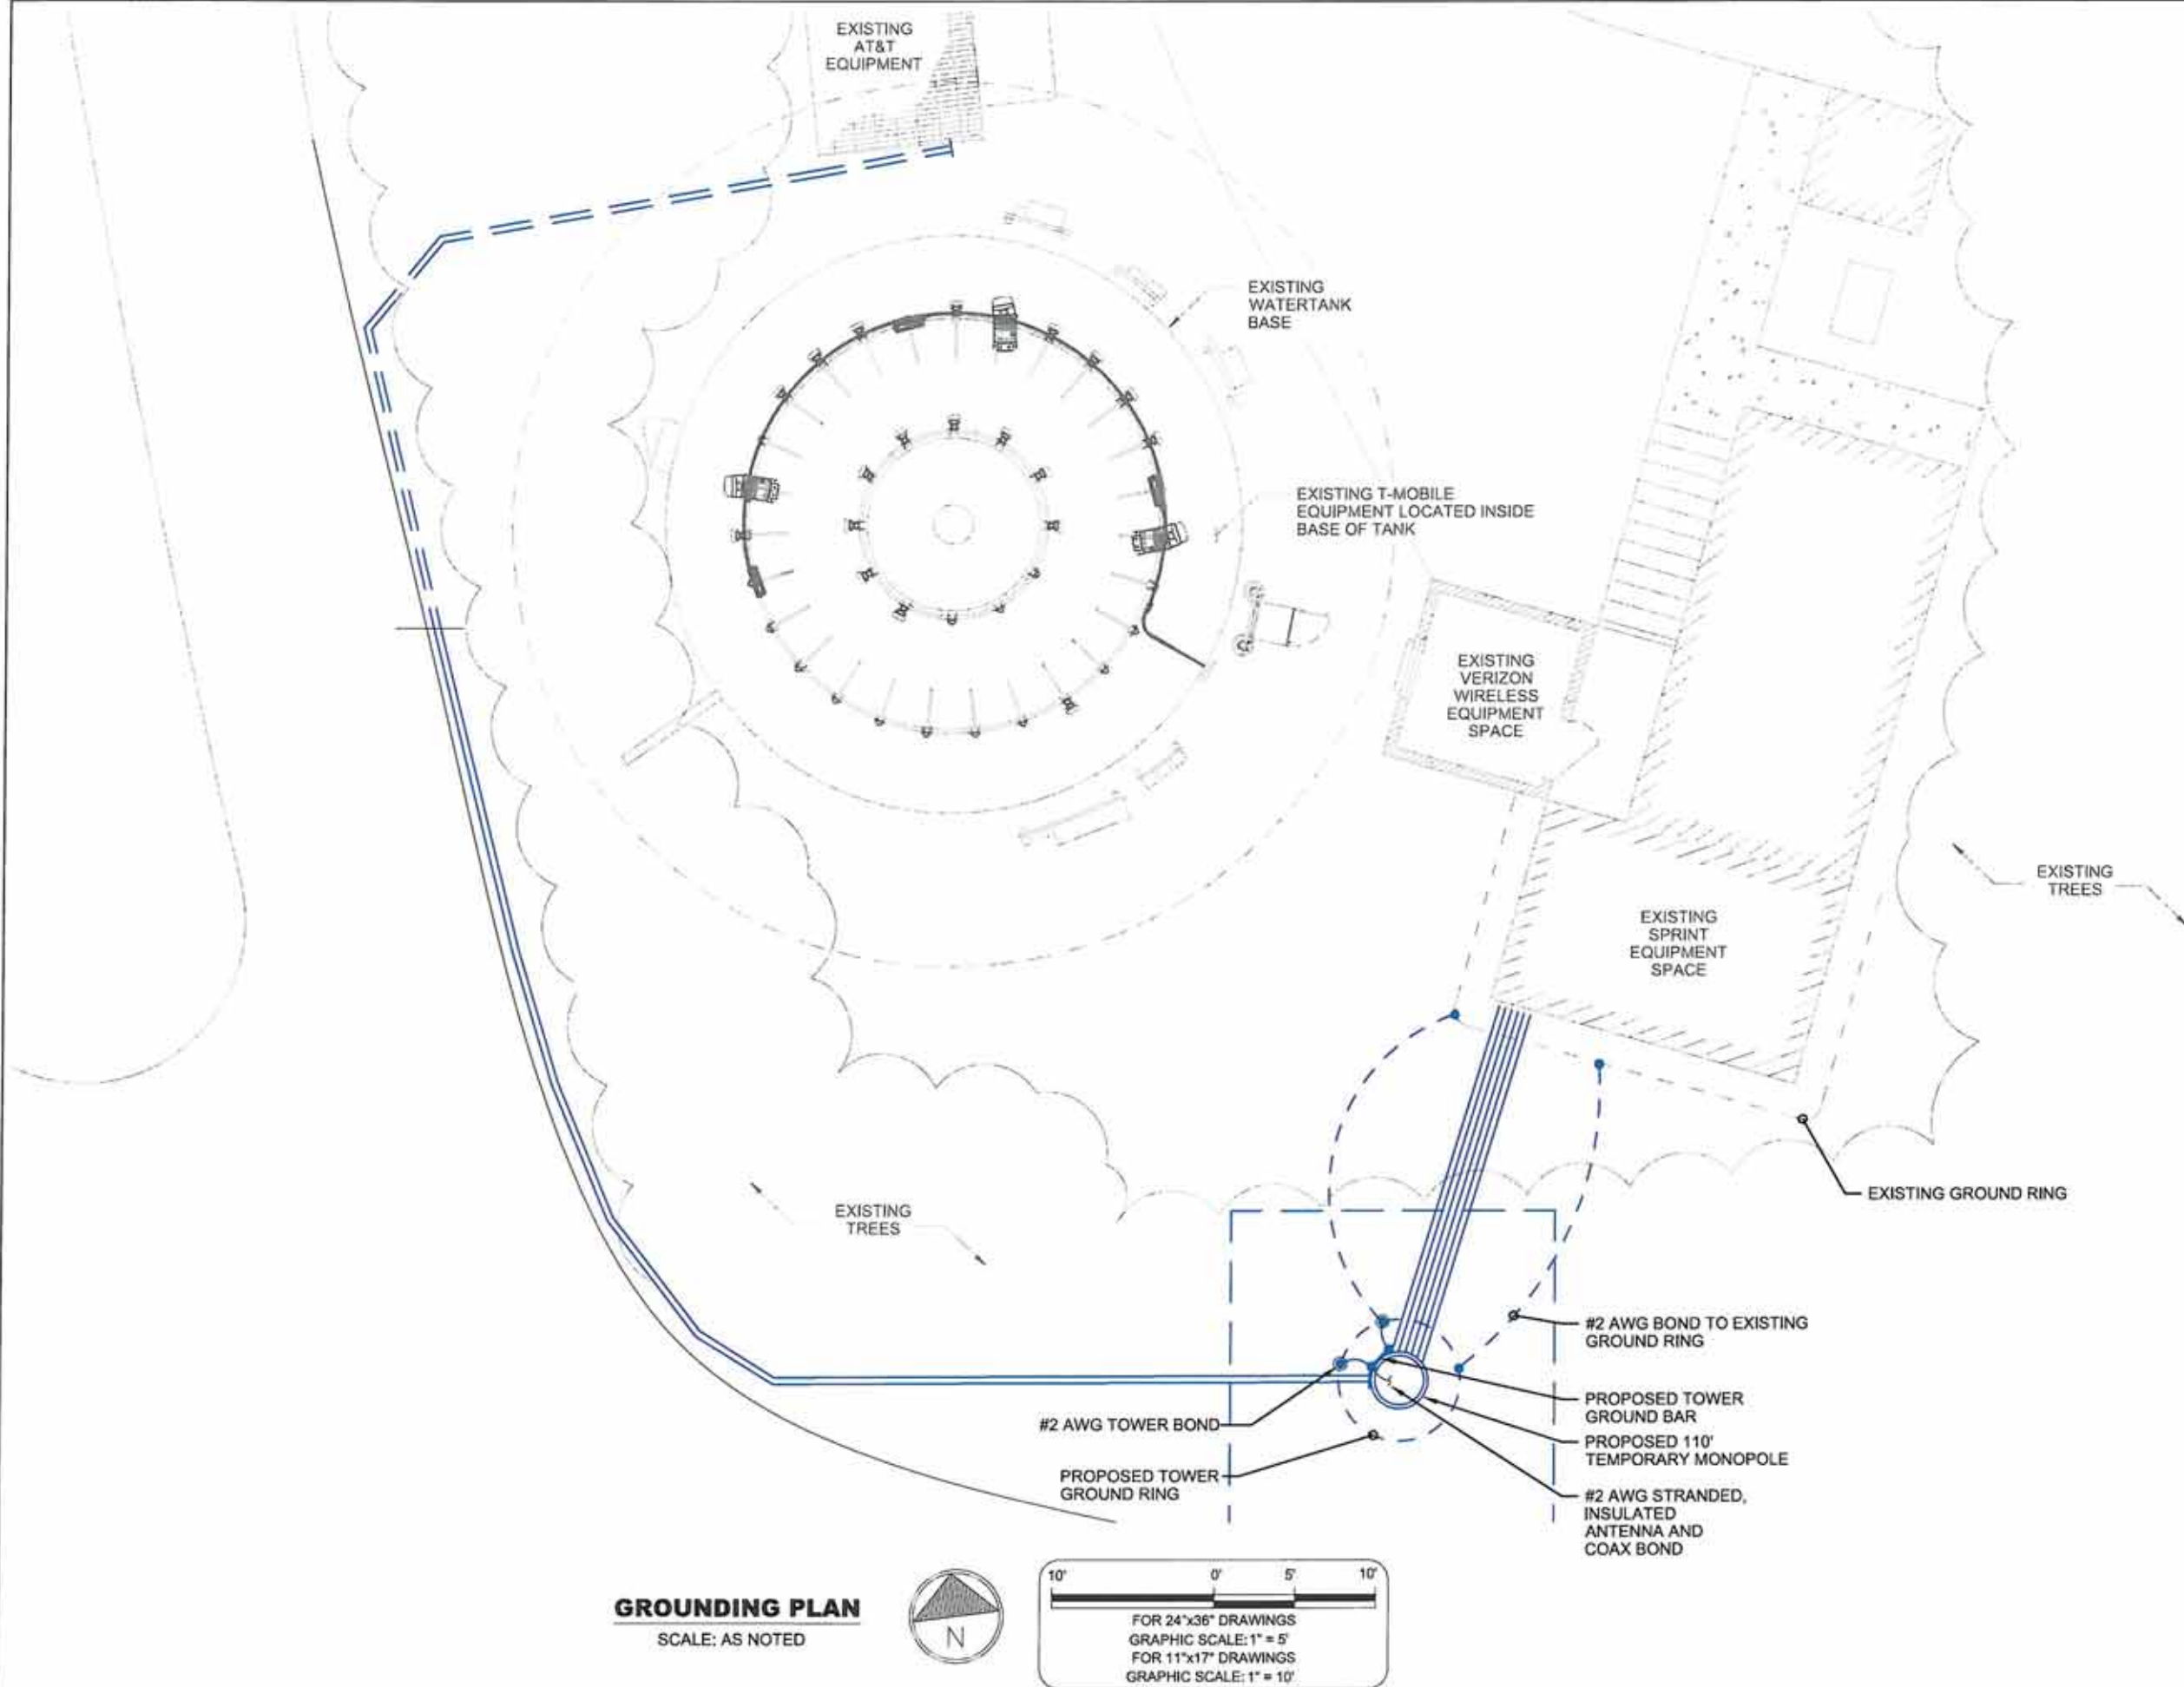 EXISTING
AT&T
EQUIPMENT
EXISTING
WATERTANK
BASE
EXISTING T-MOBILE
EQUIPMENT LOCATED INSIDE
BASE OF TANK
EXISTING
VERIZON
WIRELESS
EQUIPMENT
SPACE
EXISTING
TREES
EXISTING
SPRINT
EQUIPMENT
SPACE
EXISTING GROUND RING
EXISTING
TREES
#2 AWG BOND TO EXISTING
GROUND RING
PROPOSED TOWER
GROUND BAR
#2 AWG TOWER BOND
PROPOSED 110'
TEMPORARY MONOPOLE
PROPOSED TOWER
GROUND RING
#2 AWG STRANDED,
INSULATED
ANTENNA AND
COAX BOND
GROUNDING PLAN
SCALE: AS NOTED
N
10' 0' 5' 10'
FOR 24"x36" DRAWINGS
GRAPHIC SCALE: 1" = 5'
FOR 11"x17" DRAWINGS
GRAPHIC SCALE: 1" = 10'